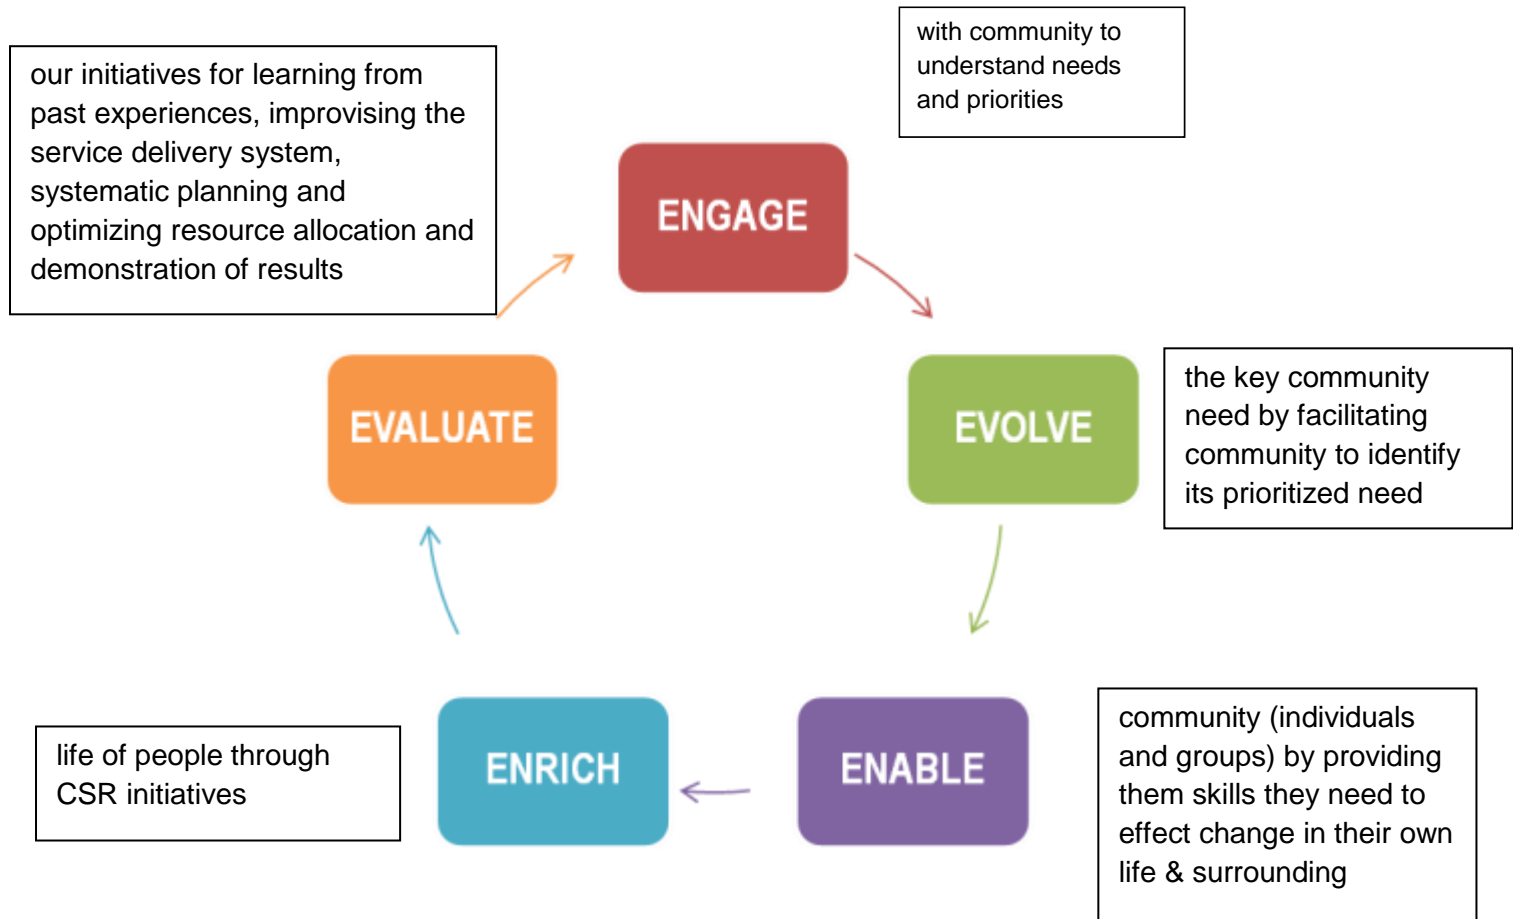 with community to
understand needs
and priorities
our initiatives for learning from
past experiences, improvising the
service delivery system,
systematic planning and
optimizing resource allocation and
demonstration of results
ENGAGE
EVOLVE
the key community
need by facilitating
community to identify
its prioritized need
EVALUATE
ENABLE
community (individuals
and groups) by providing
them skills they need to
effect change in their own
life & surrounding
ENRICH
life of people through
CSR initiatives